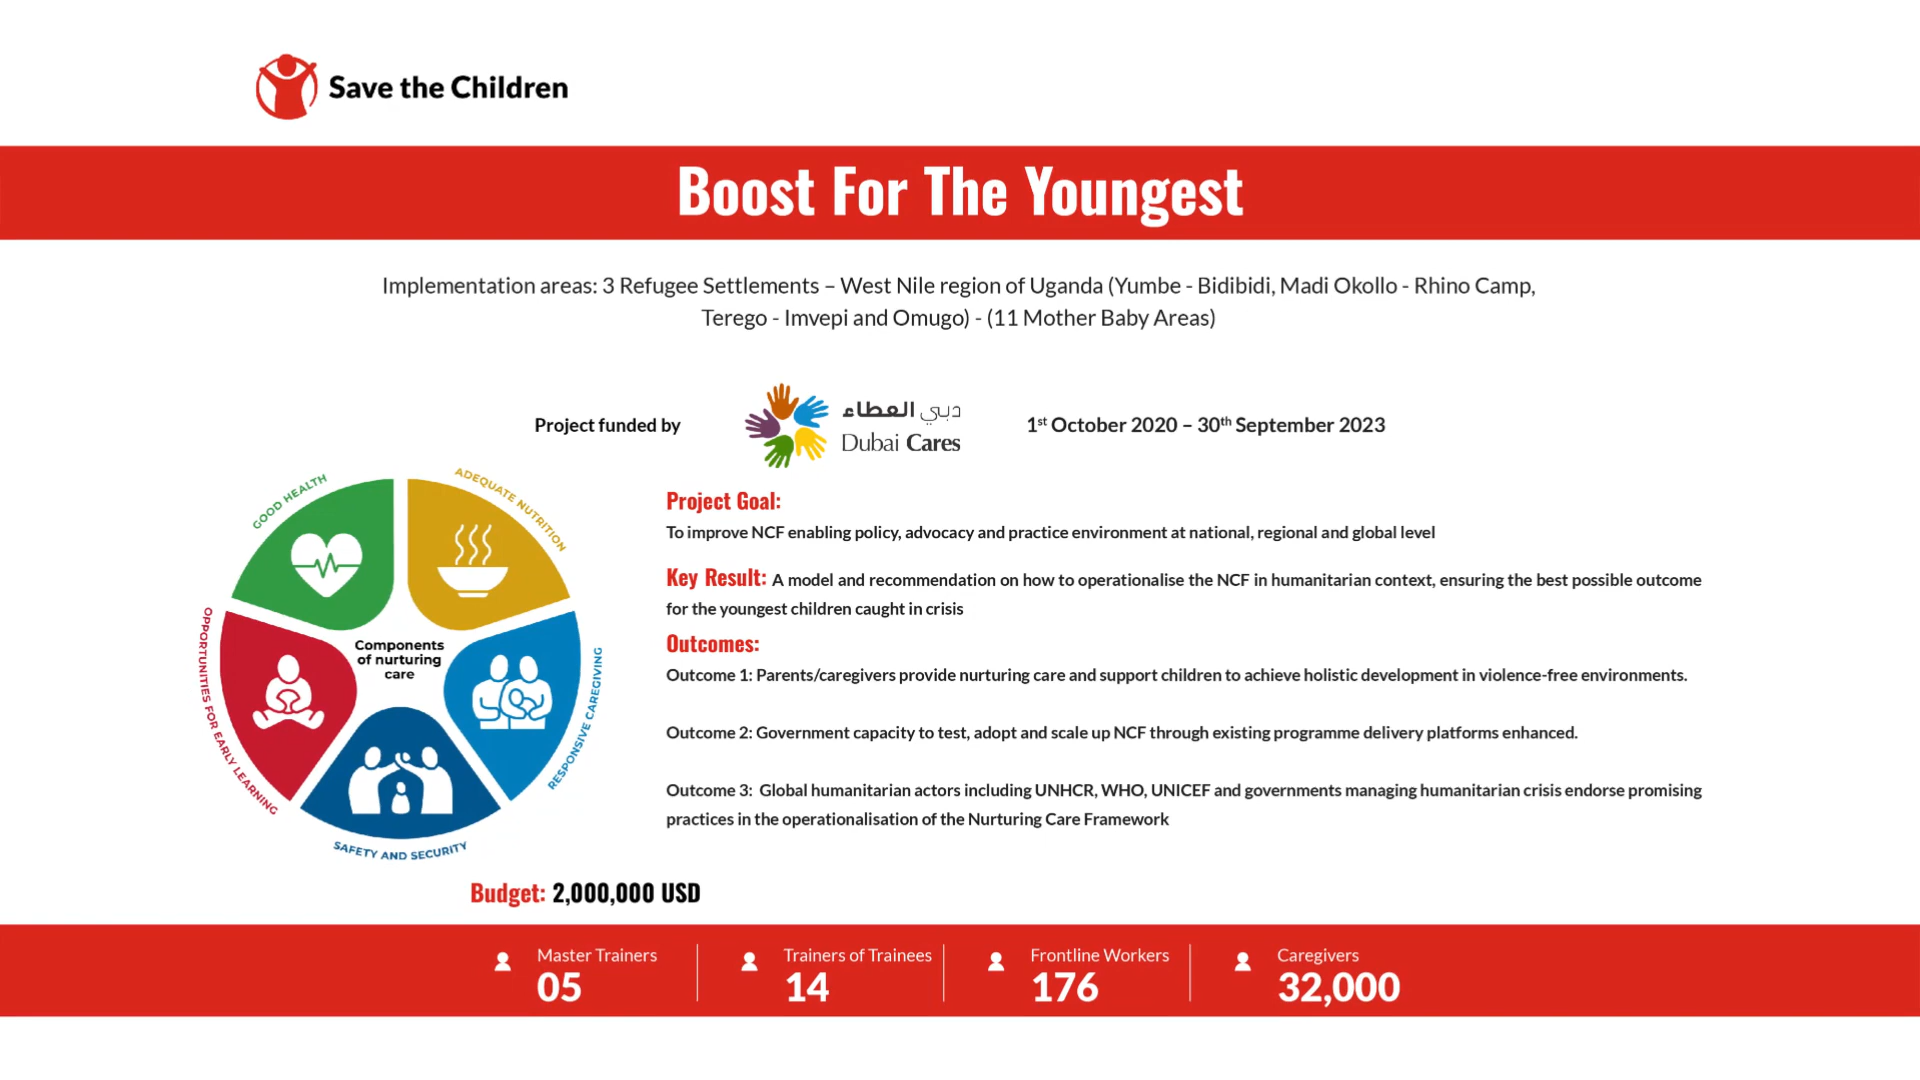 Save the Children
Boost For The Youngest
Implementation areas: 3 Refugee Settlements – West Nile region of Uganda (Yumbe - Bidibidi, Madi Okollo - Rhino Camp,
Terego - Imvepi and Omugo) - (11 Mother Baby Areas)
Project funded by
دبي العطاء
Dubai Cares
1st October 2020 – 30th September 2023
GOOD HEALTH
ADEQUATE NUTRITION
OPPORTUNITIES FOR EARLY LEARNING
RESPONSIVE CAREGIVING
SAFETY AND SECURITY
Components
of nurturing
care
Project Goal:
To improve NCF enabling policy, advocacy and practice environment at national, regional and global level
Key Result: A model and recommendation on how to operationalise the NCF in humanitarian context, ensuring the best possible outcome
for the youngest children caught in crisis
Outcomes:
Outcome 1: Parents/caregivers provide nurturing care and support children to achieve holistic development in violence-free environments.
Outcome 2: Government capacity to test, adopt and scale up NCF through existing programme delivery platforms enhanced.
Outcome 3: Global humanitarian actors including UNHCR, WHO, UNICEF and governments managing humanitarian crisis endorse promising
practices in the operationalisation of the Nurturing Care Framework
Budget: 2,000,000 USD
Master Trainers
05
Trainers of Trainees
14
Frontline Workers
176
Caregivers
32,000